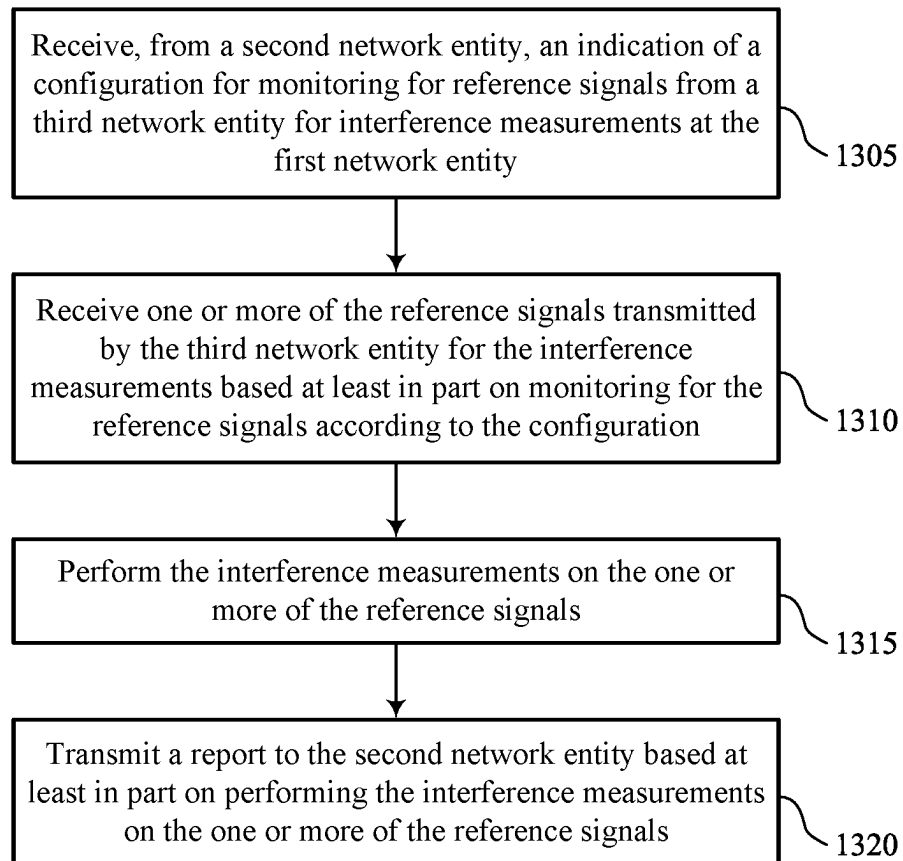 Receive, from a second network entity, an indication of a
configuration for monitoring for reference signals from a
third network entity for interference measurements at the
first network entity
1305
Receive one or more of the reference signals transmitted
by the third network entity for the interference
measurements based at least in part on monitoring for the
reference signals according to the configuration
1310
Perform the interference measurements on the one or
more of the reference signals
1315
Transmit a report to the second network entity based at
least in part on performing the interference measurements
on the one or more of the reference signals
1320